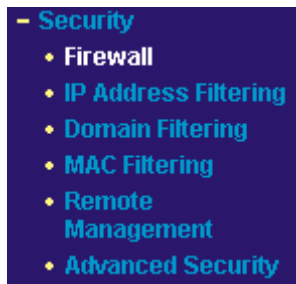 – Security
• Firewall
• IP Address Filtering
• Domain Filtering
• MAC Filtering
• Remote
Management
• Advanced Security